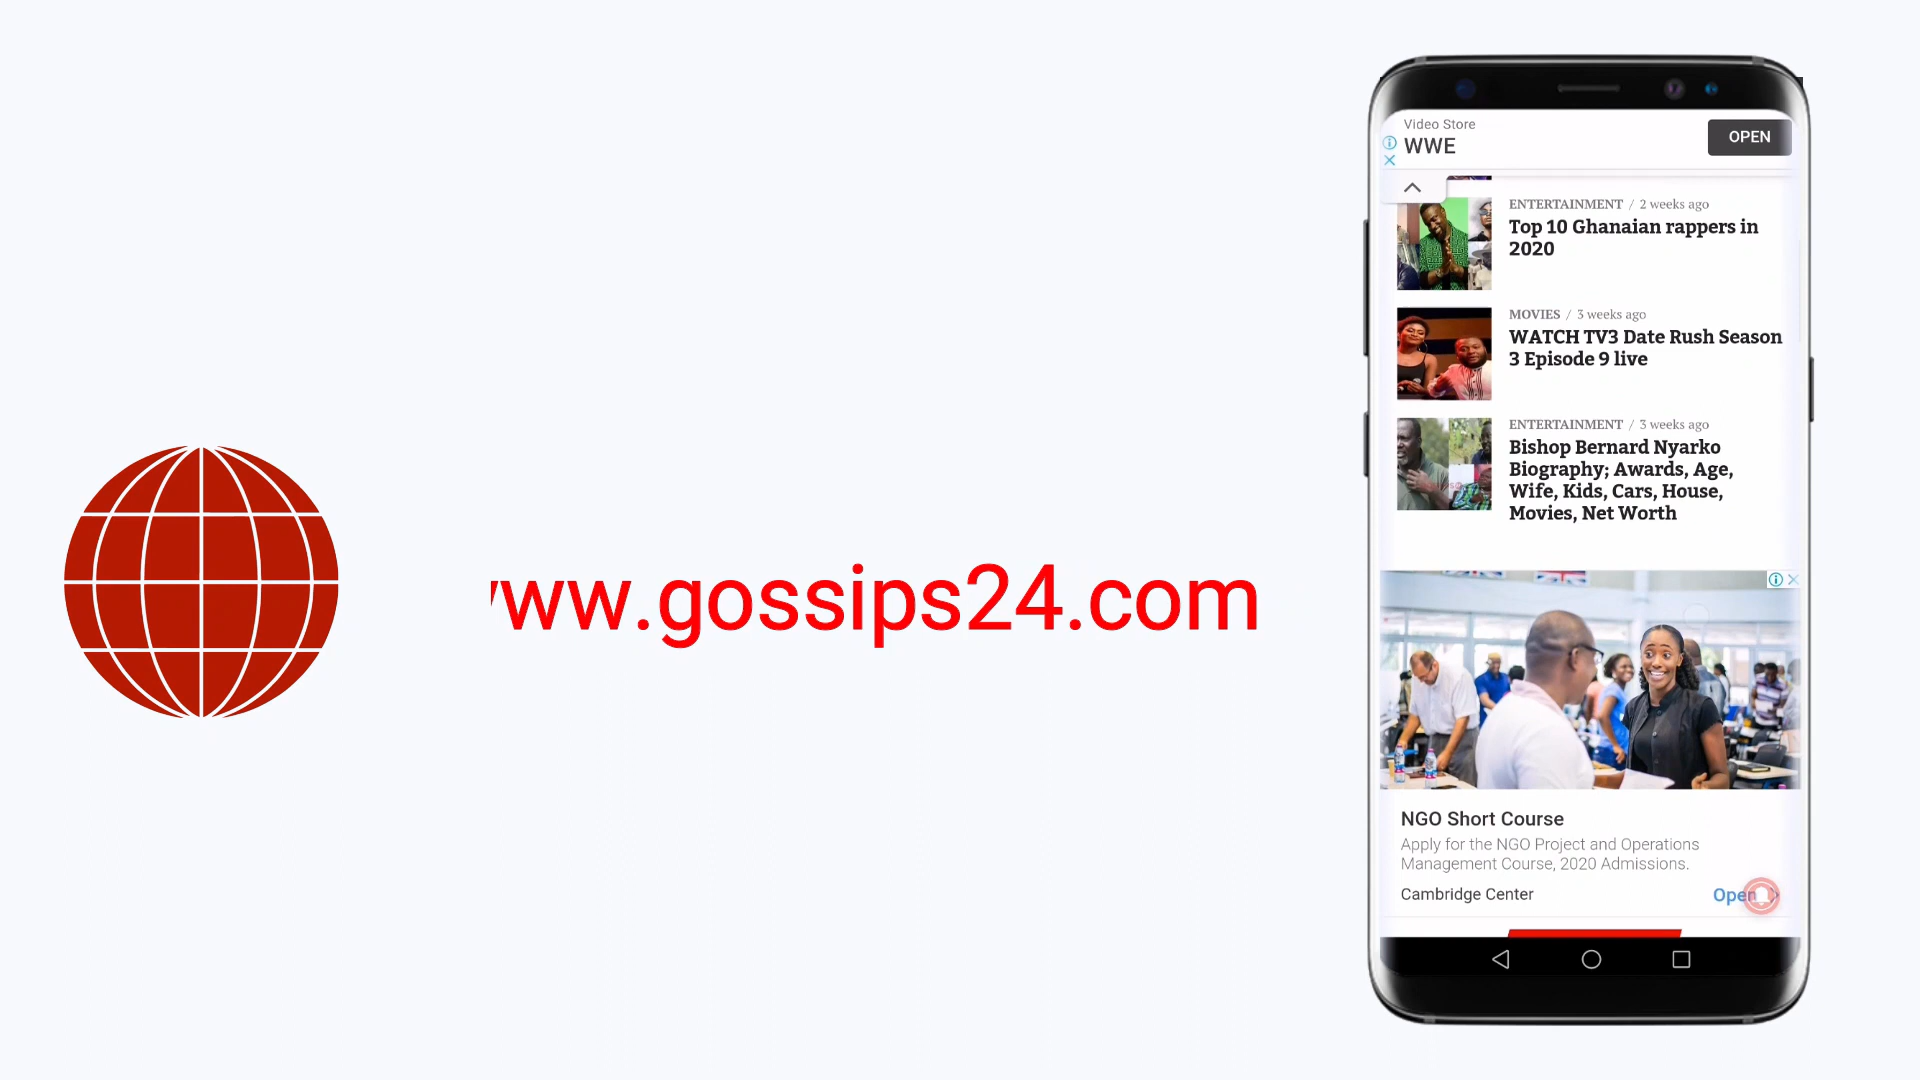 www.gossips24.com
Video Store
WWE
OPEN
ENTERTAINMENT / 2 weeks ago
Top 10 Ghanaian rappers in
2020
MOVIES / 3 weeks ago
WATCH TV3 Date Rush Season
3 Episode 9 live
ENTERTAINMENT / 3 weeks ago
Bishop Bernard Nyarko
Biography; Awards, Age,
Wife, Kids, Cars, House,
Movies, Net Worth
NGO Short Course
Apply for the NGO Project and Operations
Management Course, 2020 Admissions.
Cambridge Center
Open